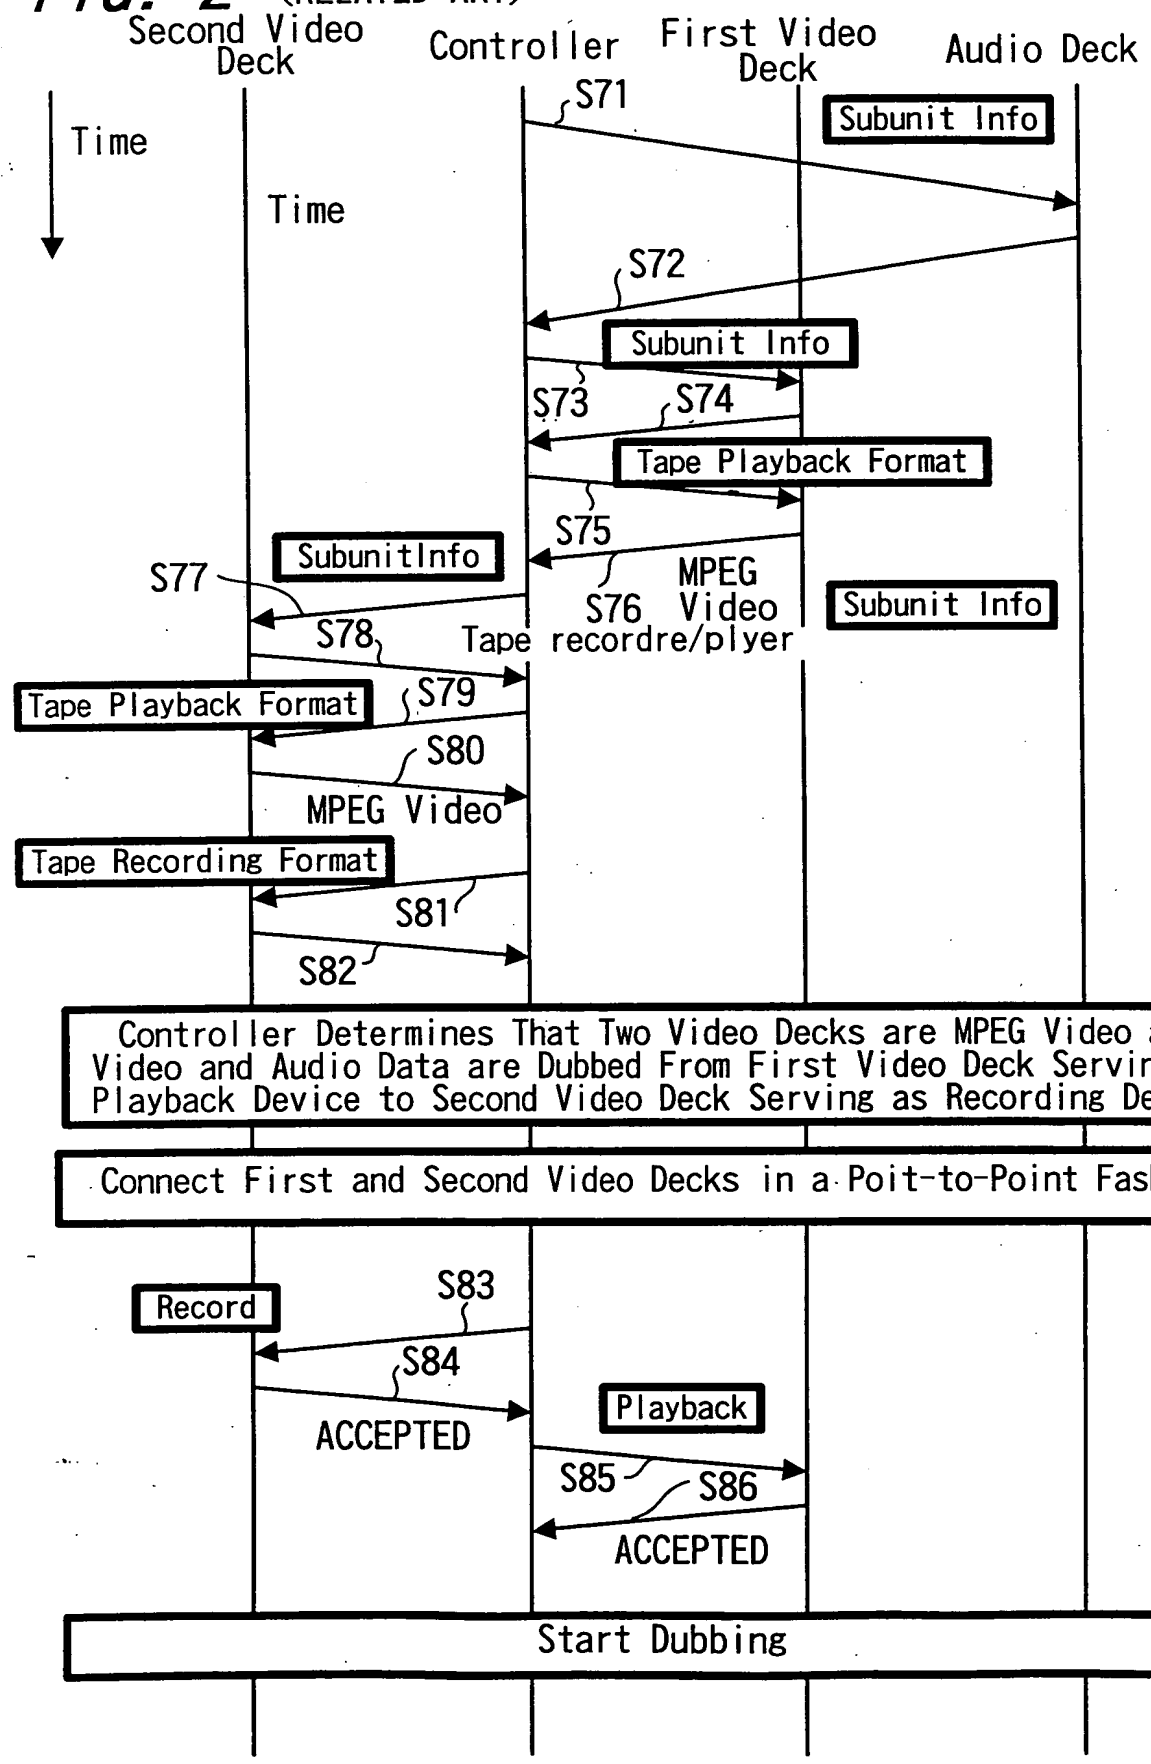 FIG. 2 (RELATED ART)
Second Video
Deck
Controller
First Video
Deck
Audio Deck
S71
Subunit Info
Time
Time
S72
Subunit Info
S73
S74
Tape Playback Format
S75
SubunitInfo
S77
MPEG
Video
S76
Subunit Info
Tape recordre/plyer
S78
S79
Tape Playback Format
S80
MPEG Video
Tape Recording Format
S81
S82
Controller Determines That Two Video Decks are MPEG Video
Video and Audio Data are Dubbed From First Video Deck
Playback Device to Second Video Deck Serving as Recording
Connect First and Second Video Decks in a Poit-to-Point
S83
Record
S84
ACCEPTED
Playback
S85
S86
ACCEPTED
Start Dubbing